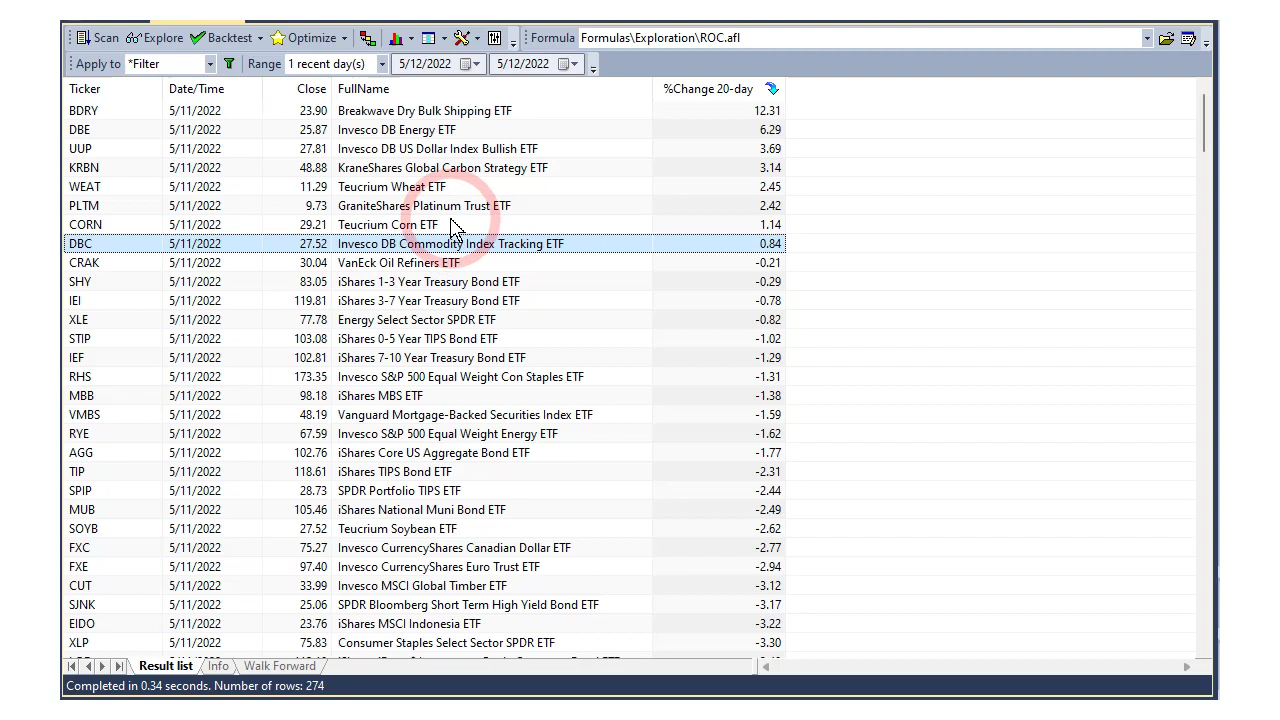 Scan Explore Backtest Optimize Formula Formulas\Exploration\ROC.afl
Apply to *Filter Range 1 recent day(s) 5/12/2022 5/12/2022
Ticker Date/Time Close FullName %Change 20-day
BDRY 5/11/2022 23.90 Breakwave Dry Bulk Shipping ETF 12.31
DBE 5/11/2022 25.87 Invesco DB Energy ETF 6.29
UUP 5/11/2022 27.81 Invesco DB US Dollar Index Bullish ETF 3.69
KRBN 5/11/2022 48.88 KraneShares Global Carbon Strategy ETF 3.14
WEAT 5/11/2022 11.29 Teucrium Wheat ETF 2.45
PLTM 5/11/2022 9.73 GraniteShares Platinum Trust ETF 2.42
CORN 5/11/2022 29.21 Teucrium Corn ETF 1.14
DBC 5/11/2022 27.52 Invesco DB Commodity Index Tracking ETF 0.84
CRAK 5/11/2022 30.04 VanEck Oil Refiners ETF -0.21
SHY 5/11/2022 83.05 iShares 1-3 Year Treasury Bond ETF -0.29
IEI 5/11/2022 119.81 iShares 3-7 Year Treasury Bond ETF -0.78
XLE 5/11/2022 77.78 Energy Select Sector SPDR ETF -0.82
STIP 5/11/2022 103.08 iShares 0-5 Year TIPS Bond ETF -1.02
IEF 5/11/2022 102.81 iShares 7-10 Year Treasury Bond ETF -1.29
RHS 5/11/2022 173.35 Invesco S&P 500 Equal Weight Con Staples ETF -1.31
MBB 5/11/2022 98.18 iShares MBS ETF -1.38
VMBS 5/11/2022 48.19 Vanguard Mortgage-Backed Securities Index ETF -1.59
RYE 5/11/2022 67.59 Invesco S&P 500 Equal Weight Energy ETF -1.62
AGG 5/11/2022 102.76 iShares Core US Aggregate Bond ETF -1.77
TIP 5/11/2022 118.61 iShares TIPS Bond ETF -2.31
SPIP 5/11/2022 28.73 SPDR Portfolio TIPS ETF -2.44
MUB 5/11/2022 105.46 iShares National Muni Bond ETF -2.49
SOYB 5/11/2022 27.52 Teucrium Soybean ETF -2.62
FXC 5/11/2022 75.27 Invesco CurrencyShares Canadian Dollar ETF -2.77
FXE 5/11/2022 97.40 Invesco CurrencyShares Euro Trust ETF -2.94
CUT 5/11/2022 33.99 Invesco MSCI Global Timber ETF -3.12
SJNK 5/11/2022 25.06 SPDR Bloomberg Short Term High Yield Bond ETF -3.17
EIDO 5/11/2022 23.76 iShares MSCI Indonesia ETF -3.22
XLP 5/11/2022 75.83 Consumer Staples Select Sector SPDR ETF -3.30
Result list Info Walk Forward
Completed in 0.34 seconds. Number of rows: 274